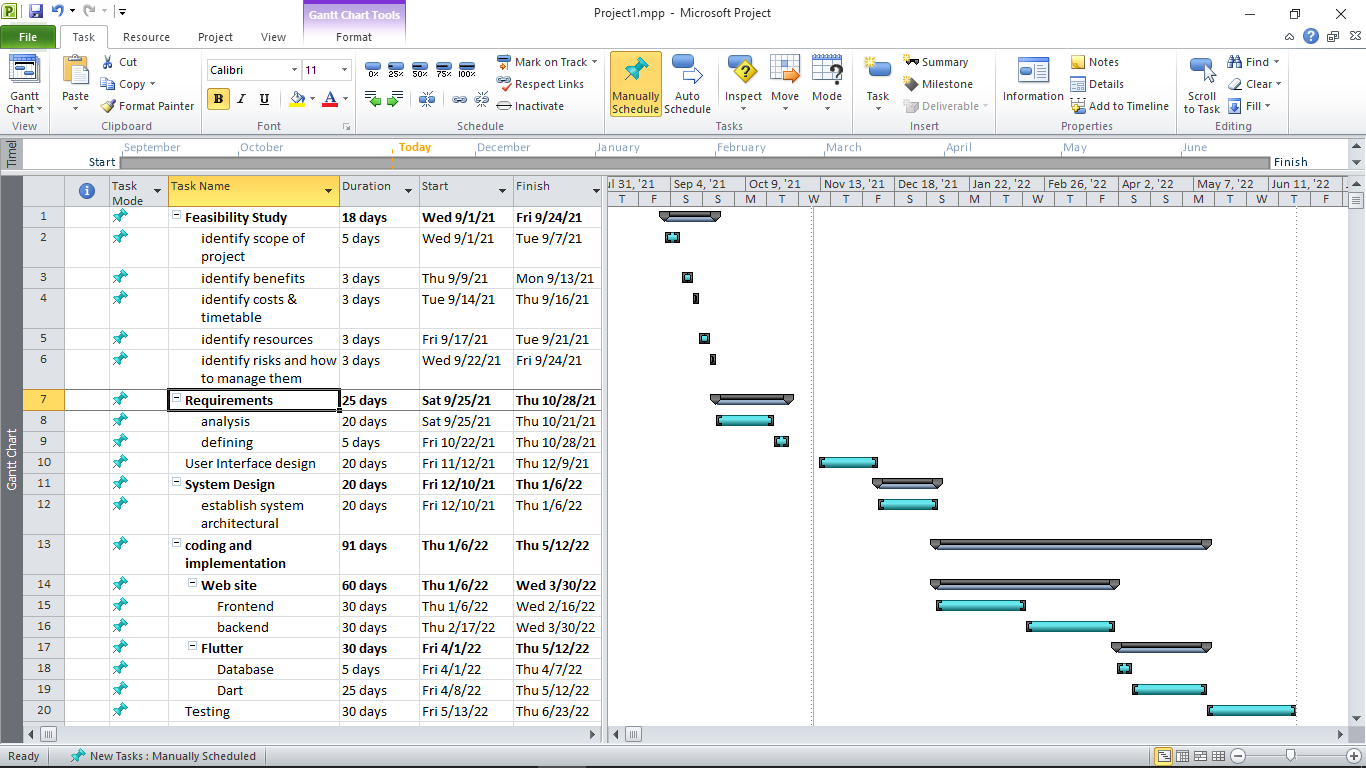 Project1.mpp - Microsoft Project
Gantt Chart Tools
File Task Resource Project View Format
Gantt Chart
View
Paste
Cut
Copy
Format Painter
Clipboard
Calibri 11
B I U A
Font
0% 25% 50% 75% 100%
Mark on Track
Respect Links
Inactivate
Schedule
Manually Schedule
Auto Schedule
Inspect
Move
Mode
Tasks
Task
Summary
Milestone
Deliverable
Insert
Information
Notes
Details
Add to Timeline
Properties
Scroll to Task
Find
Clear
Fill
Editing
Timel
September October Today December January February March April May June
Start Finish
Task Mode Task Name Duration Start Finish
ul 31, '21 Sep 4, '21 Oct 9, '21 Nov 13, '21 Dec 18, '21 Jan 22, '22 Feb 26, '22 Apr 2, '22 May 7, '22 Jun 11, '22
T F S S M T W T F S S M T W T F S S M T W T F
1 Feasibility Study 18 days Wed 9/1/21 Fri 9/24/21
2 identify scope of project 5 days Wed 9/1/21 Tue 9/7/21
3 identify benefits 3 days Thu 9/9/21 Mon 9/13/21
4 identify costs & timetable 3 days Tue 9/14/21 Thu 9/16/21
5 identify resources 3 days Fri 9/17/21 Tue 9/21/21
6 identify risks and how to manage them 3 days Wed 9/22/21 Fri 9/24/21
7 Requirements 25 days Sat 9/25/21 Thu 10/28/21
8 analysis 20 days Sat 9/25/21 Thu 10/21/21
9 defining 5 days Fri 10/22/21 Thu 10/28/21
10 User Interface design 20 days Fri 11/12/21 Thu 12/9/21
11 System Design 20 days Fri 12/10/21 Thu 1/6/22
12 establish system architectural 20 days Fri 12/10/21 Thu 1/6/22
13 coding and implementation 91 days Thu 1/6/22 Thu 5/12/22
14 Web site 60 days Thu 1/6/22 Wed 3/30/22
15 Frontend 30 days Thu 1/6/22 Wed 2/16/22
16 backend 30 days Thu 2/17/22 Wed 3/30/22
17 Flutter 30 days Fri 4/1/22 Thu 5/12/22
18 Database 5 days Fri 4/1/22 Thu 4/7/22
19 Dart 25 days Fri 4/8/22 Thu 5/12/22
20 Testing 30 days Fri 5/13/22 Thu 6/23/22
Gantt Chart
Ready New Tasks : Manually Scheduled